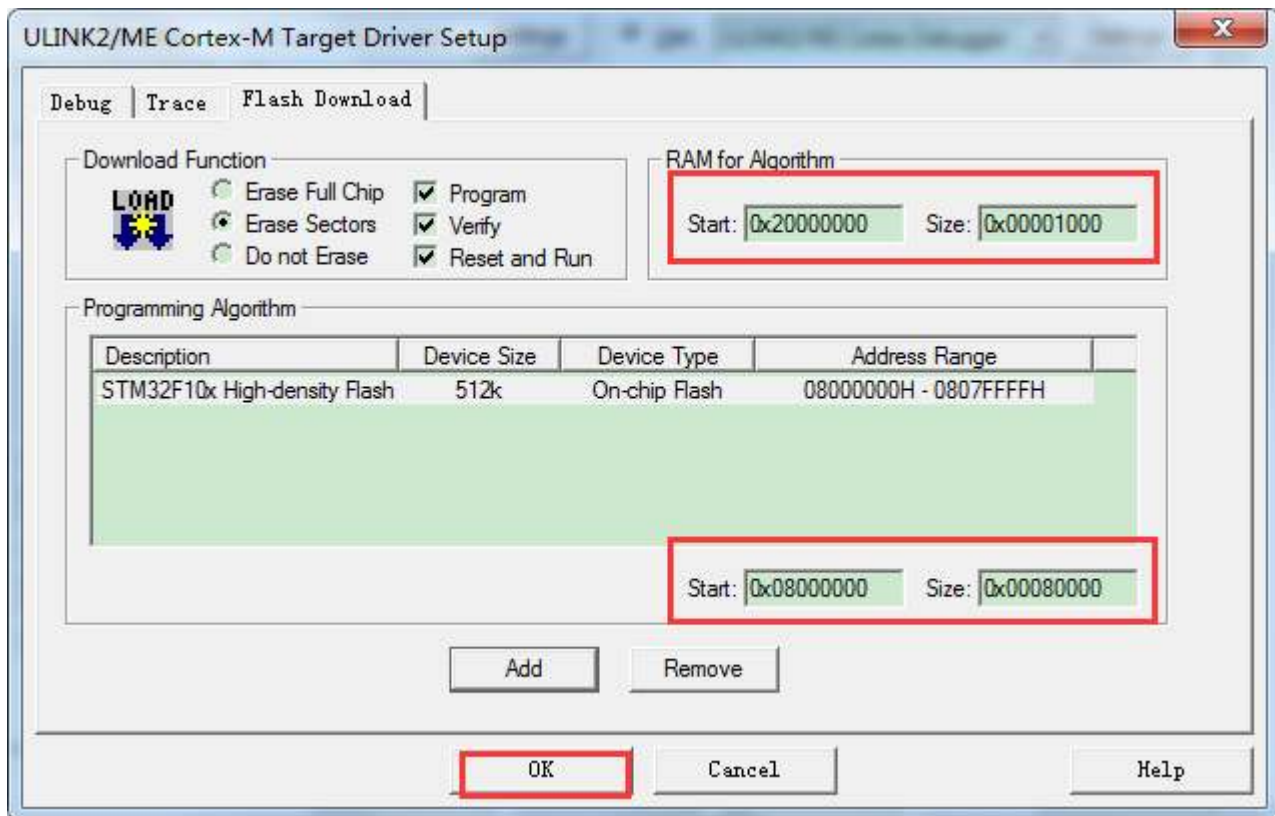 ULINK2/ME Cortex-M Target Driver Setup
Debug Trace Flash Download
Download Function
LOAD
Erase Full Chip Program
Erase Sectors Verify
Do not Erase Reset and Run
RAM for Algorithm
Start: 0x20000000 Size: 0x00001000
Programming Algorithm
Description Device Size Device Type Address Range
STM32F10x High-density Flash 512k On-chip Flash 08000000H - 0807FFFFH
Start: 0x08000000 Size: 0x00080000
Add Remove
OK Cancel Help